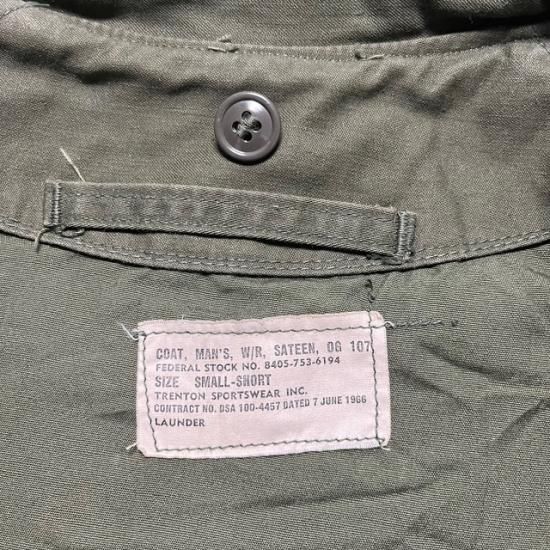 COAT, MAN'S, W/R, SATEEN, OG 107
FEDERAL STOCK NO. 8405-753-6194
SIZE SMALL-SHORT
TRENTON SPORTSWEAR INC.
CONTRACT NO. DSA 100-4457 DATED 7 JUNE 1966
LAUNDER